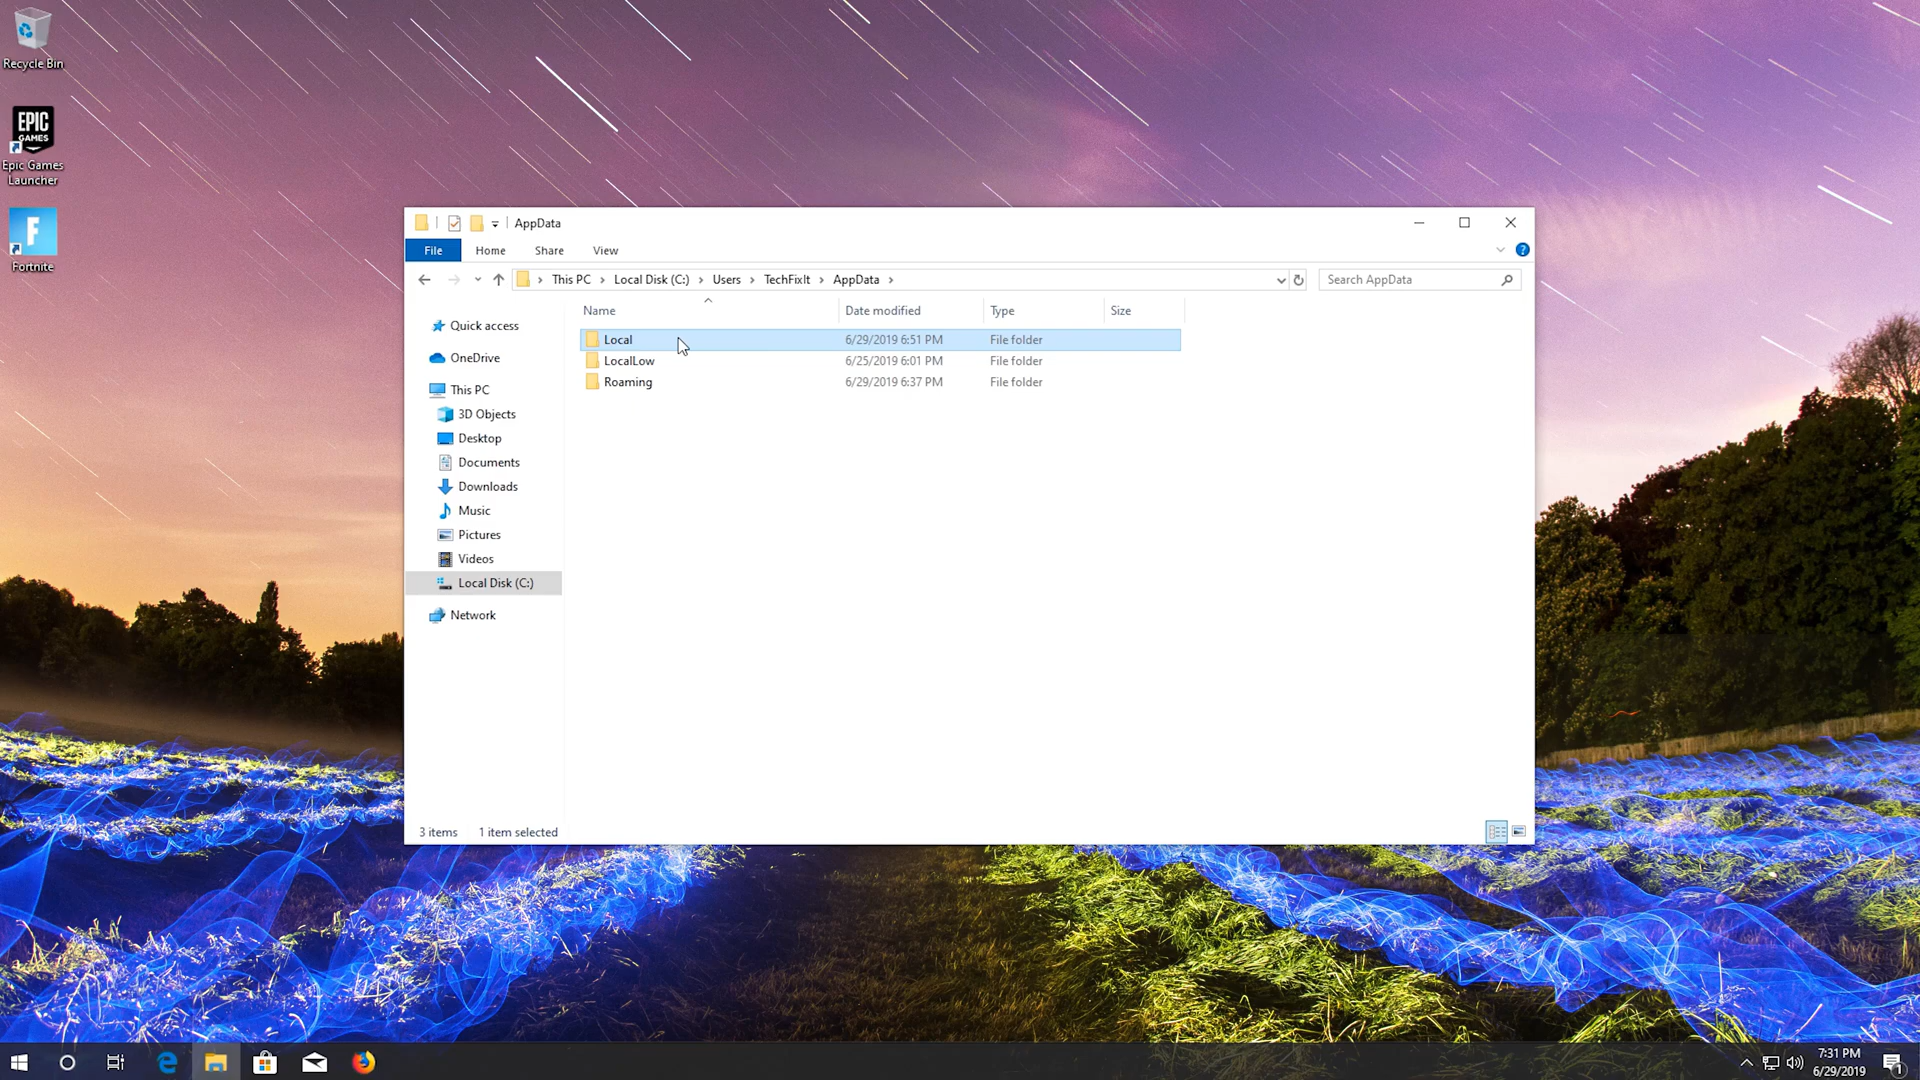 Recycle Bin
EPIC
GAMES
Epic Games
Launcher
F
Fortnite
AppData
File Home Share View
This PC Local Disk (C:) Users TechFixIt AppData
Search AppData
Name Date modified Type Size
Quick access
OneDrive
This PC
3D Objects
Desktop
Documents
Downloads
Music
Pictures
Videos
Local Disk (C:)
Network
Local 6/29/2019 6:51 PM File folder
LocalLow 6/25/2019 6:01 PM File folder
Roaming 6/29/2019 6:37 PM File folder
3 items 1 item selected
7:31 PM
6/29/2019
1